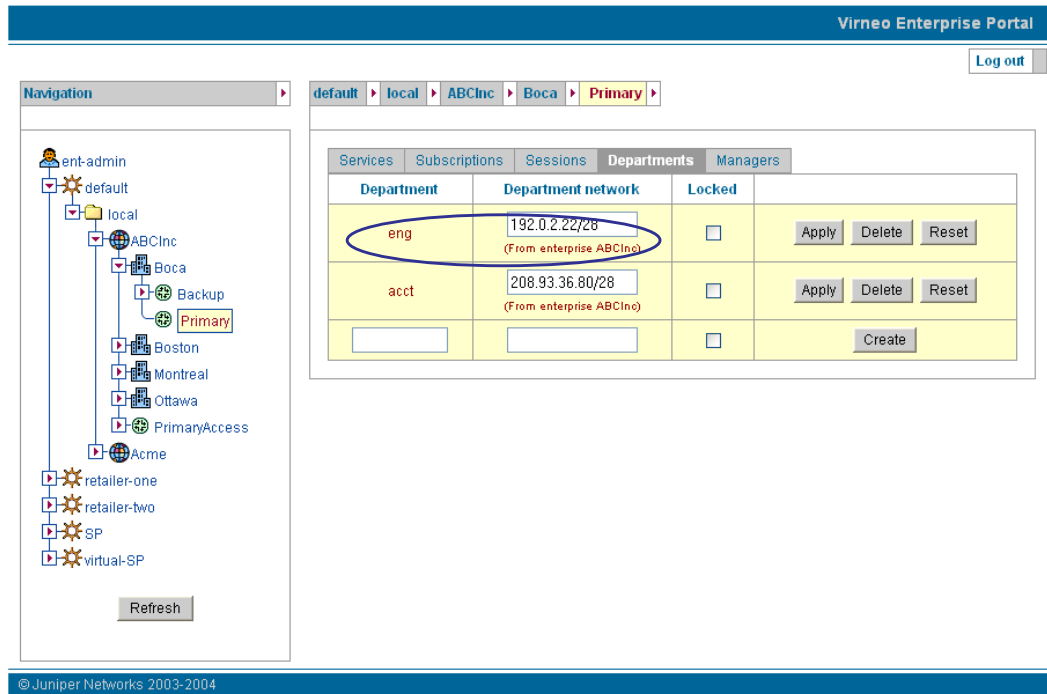 Virneo Enterprise Portal
Log out
Navigation
ent-admin
default
local
ABCInc
Boca
Backup
Primary
Boston
Montreal
Ottawa
PrimaryAccess
Acme
retailer-one
retailer-two
SP
virtual-SP
Refresh
default local ABCInc Boca Primary
Services Subscriptions Sessions Departments Managers
Department Department network Locked
eng 192.0.2.22/28 Apply Delete Reset
(From enterprise ABCInc)
acct 208.93.36.80/28 Apply Delete Reset
(From enterprise ABCInc)
Create
© Juniper Networks 2003-2004